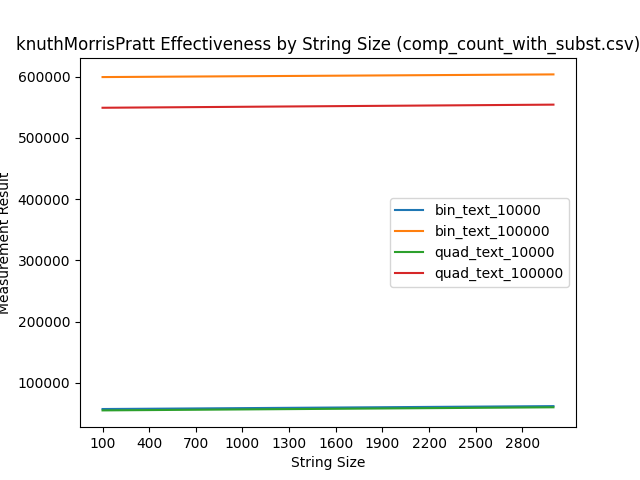 knuthMorrisPratt Effectiveness by String Size (comp_count_with_subst.csv)
600000
500000
400000
300000
200000
100000
Measurement Result
bin_text_10000
bin_text_100000
quad_text_10000
quad_text_100000
100 400 700 1000 1300 1600 1900 2200 2500 2800
String Size